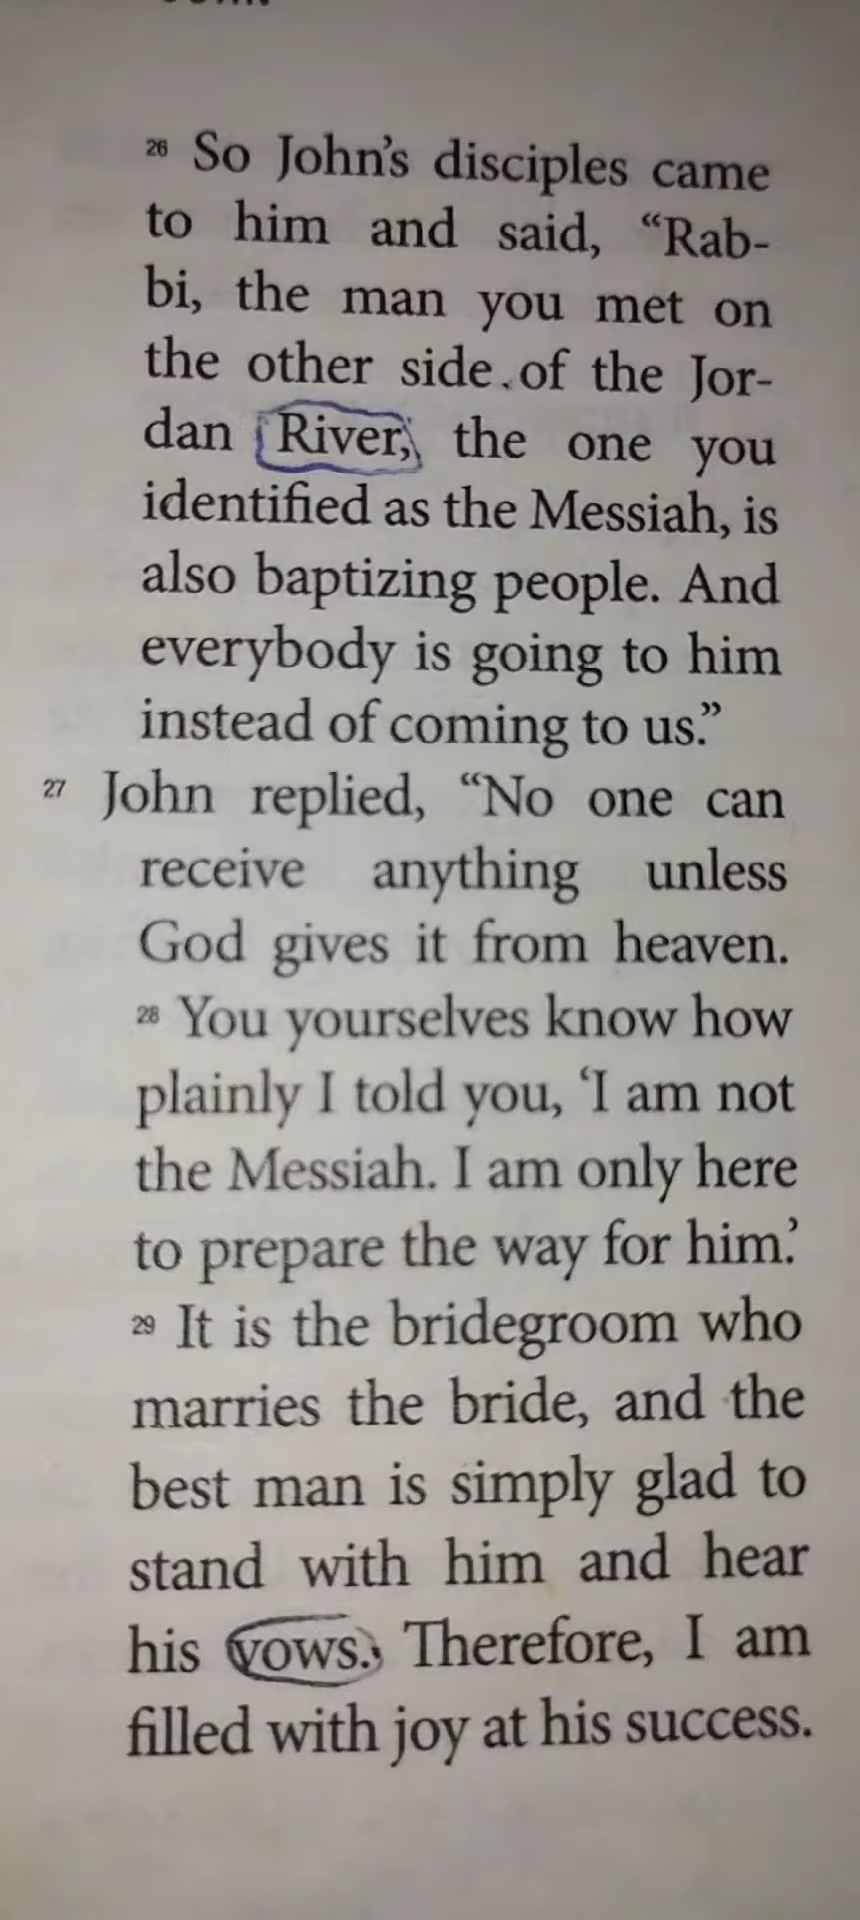 26 So John's disciples came
to him and said, “Rab-
bi, the man you met on
the other side of the Jor-
dan River, the one you
identified as the Messiah, is
also baptizing people. And
everybody is going to him
instead of coming to us.”
27 John replied, “No one can
receive anything unless
God gives it from heaven.
28 You yourselves know how
plainly I told you, ‘I am not
the Messiah. I am only here
to prepare the way for him.’
29 It is the bridegroom who
marries the bride, and the
best man is simply glad to
stand with him and hear
his vows. Therefore, I am
filled with joy at his success.